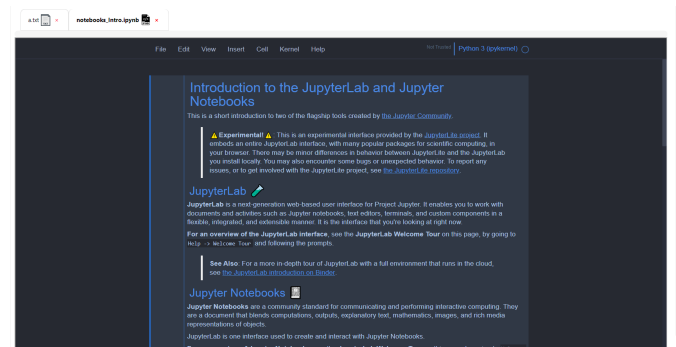 a.txt ×
notebooks_Intro.ipynb ×
File Edit View Insert Cell Kernel Help Not Trusted Python 3 (ipykernel)
Introduction to the JupyterLab and Jupyter
Notebooks
This is a short introduction to two of the flagship tools created by the Jupyter Community.
⚠️Experimental!⚠️: This is an experimental interface provided by the JupyterLite project. It
embeds an entire JupyterLab interface, with many popular packages for scientific computing, in
your browser. There may be minor differences in behavior between JupyterLite and the JupyterLab
you install locally. You may also encounter some bugs or unexpected behavior. To report any
issues, or to get involved with the JupyterLite project, see the JupyterLite repository.
JupyterLab 🧪
JupyterLab is a next-generation web-based user interface for Project Jupyter. It enables you to work with
documents and activities such as Jupyter notebooks, text editors, terminals, and custom components in a
flexible, integrated, and extensible manner. It is the interface that you're looking at right now.
For an overview of the JupyterLab interface, see the JupyterLab Welcome Tour on this page, by going to
Help -> Welcome Tour and following the prompts.
See Also: For a more in-depth tour of JupyterLab with a full environment that runs in the cloud,
see the JupyterLab introduction on Binder.
Jupyter Notebooks 📓
Jupyter Notebooks are a community standard for communicating and performing interactive computing. They
are a document that blends computations, outputs, explanatory text, mathematics, images, and rich media
representations of objects.
JupyterLab is one interface used to create and interact with Jupyter Notebooks.